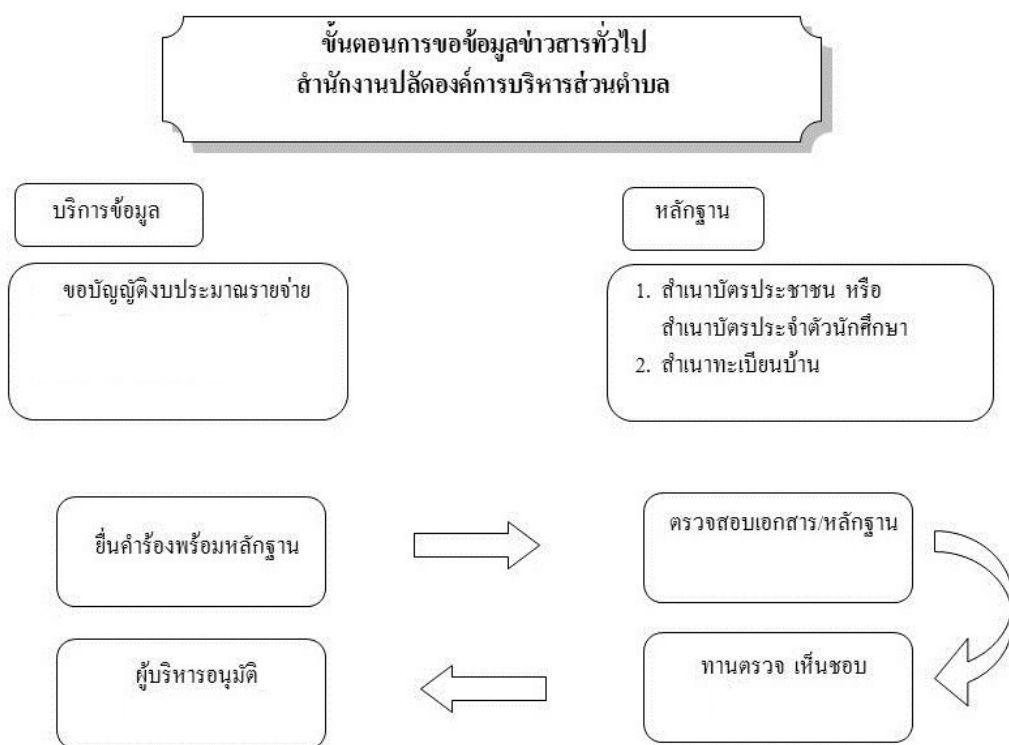 ขั้นตอนการขอข้อมูลข่าวสารทั่วไป
สำนักงานปลัดองค์การบริหารส่วนตำบล
บริการข้อมูล
หลักฐาน
ขอบัญญัติงบประมาณรายจ่าย
1. สำเนาบัตรประชาชน หรือ
สำเนาบัตรประจำตัวนักศึกษา
2. สำเนาทะเบียนบ้าน
ยื่นคำร้องพร้อมหลักฐาน
ตรวจสอบเอกสาร/หลักฐาน
ทานตรวจ เห็นชอบ
ผู้บริหารอนุมัติ